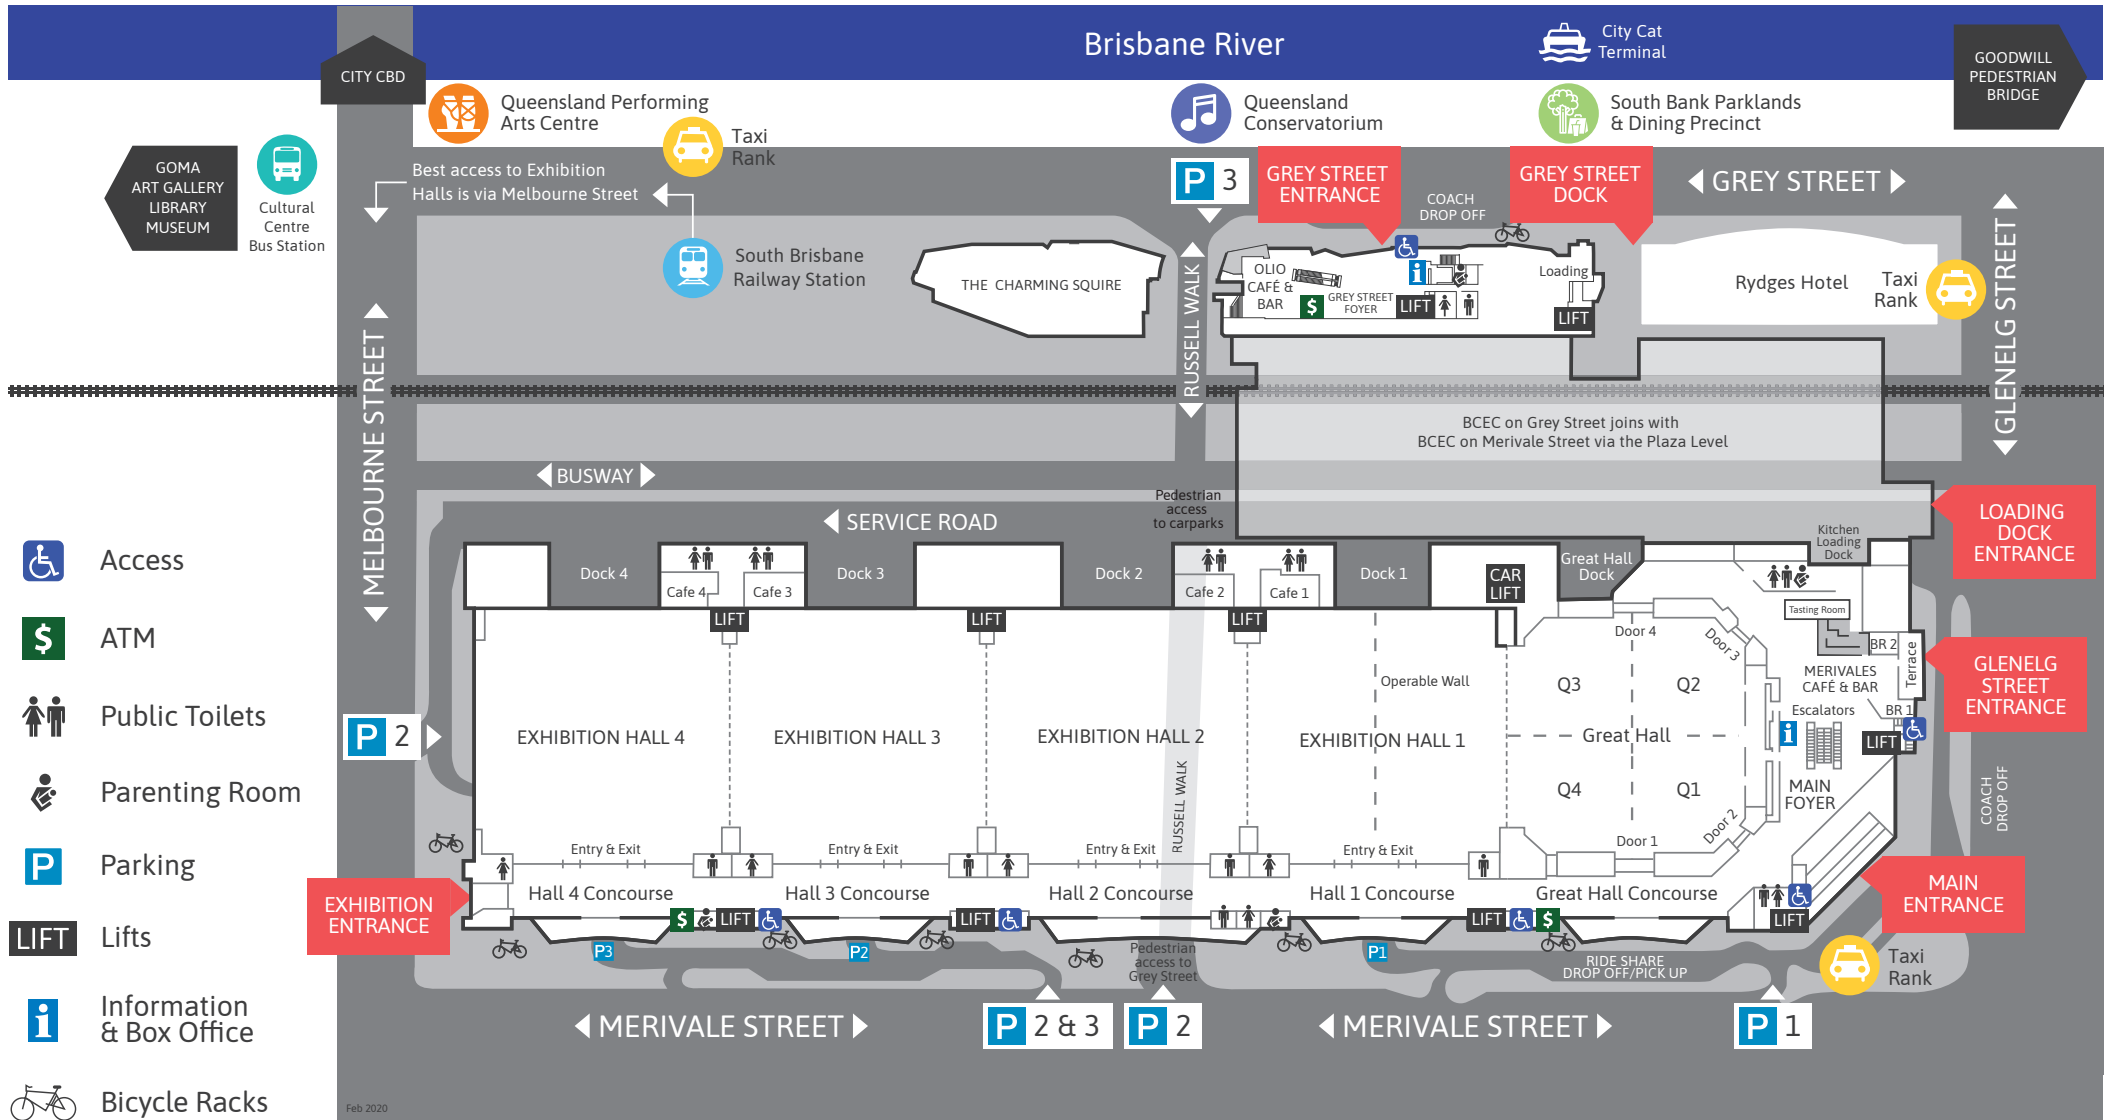 Brisbane River
City Cat
Terminal
CITY CBD
GOODWILL
PEDESTRIAN
BRIDGE
Queensland Performing
Arts Centre
Taxi
Rank
Queensland
Conservatorium
South Bank Parklands
& Dining Precinct
GOMA
ART GALLERY
LIBRARY
MUSEUM
Cultural
Centre
Bus Station
Best access to Exhibition
Halls is via Melbourne Street
South Brisbane
Railway Station
P 3
GREY STREET
ENTRANCE
COACH
DROP OFF
GREY STREET
DOCK
GREY STREET
THE CHARMING SQUIRE
RUSSELL WALK
OLIO
CAFÉ &
BAR
$
GREY STREET
FOYER
i
LIFT
Loading
LIFT
Rydges Hotel
Taxi
Rank
GLENELG STREET
MELBOURNE STREET
BCEC on Grey Street joins with
BCEC on Merivale Street via the Plaza Level
BUSWAY
SERVICE ROAD
Pedestrian
access
to carparks
LOADING
DOCK
ENTRANCE
Dock 4
Cafe 4
Cafe 3
Dock 3
Dock 2
Cafe 2
Cafe 1
Dock 1
CAR
LIFT
Great Hall
Dock
Kitchen
Loading
Dock
LIFT
LIFT
LIFT
Tasting Room
Door 4
Door 3
BR 2
Terrace
GLENELG
STREET
ENTRANCE
MERIVALES
CAFÉ & BAR
Operable Wall
Q3
Q2
Escalators
BR 1
P 2
EXHIBITION HALL 4
EXHIBITION HALL 3
EXHIBITION HALL 2
EXHIBITION HALL 1
Great Hall
i
LIFT
Q4
Q1
MAIN
FOYER
COACH
DROP OFF
RUSSELL WALK
Door 1
Door 2
Entry & Exit
Entry & Exit
Entry & Exit
Entry & Exit
Hall 4 Concourse
Hall 3 Concourse
Hall 2 Concourse
Hall 1 Concourse
Great Hall Concourse
EXHIBITION
ENTRANCE
MAIN
ENTRANCE
$
LIFT
LIFT
LIFT
$
LIFT
P3
P2
P1
Pedestrian
access to
Grey Street
RIDE SHARE
DROP OFF/PICK UP
Taxi
Rank
MERIVALE STREET
P 2 & 3
P 2
MERIVALE STREET
P 1
Access
$ ATM
Public Toilets
Parenting Room
P Parking
LIFT Lifts
i Information
& Box Office
Bicycle Racks
Feb 2020